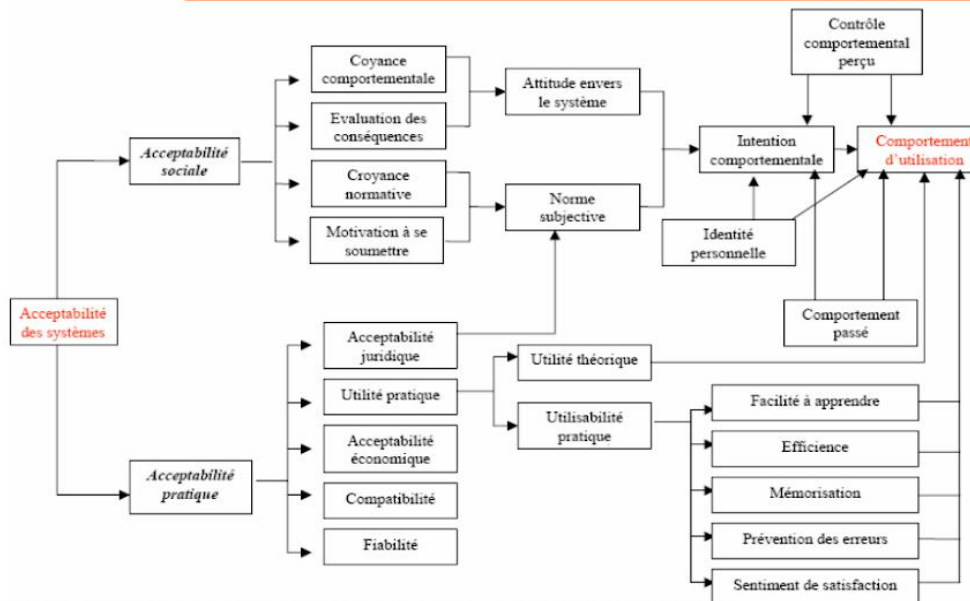 Coyance
comportementale
Evaluation des
conséquences
Croyance
normative
Motivation à se
soumettre
Acceptabilité
sociale
Attitude envers
le système
Norme
subjective
Contrôle
comportemental
perçu
Intention
comportementale
Comportement
d’utilisation
Identité
personnelle
Comportement
passé
Acceptabilité
des systèmes
Acceptabilité
pratique
Acceptabilité
juridique
Utilité pratique
Acceptabilité
économique
Compatibilité
Fiabilité
Utilité théorique
Utilisabilité
pratique
Facilité à apprendre
Efficience
Mémorisation
Prévention des erreurs
Sentiment de satisfaction